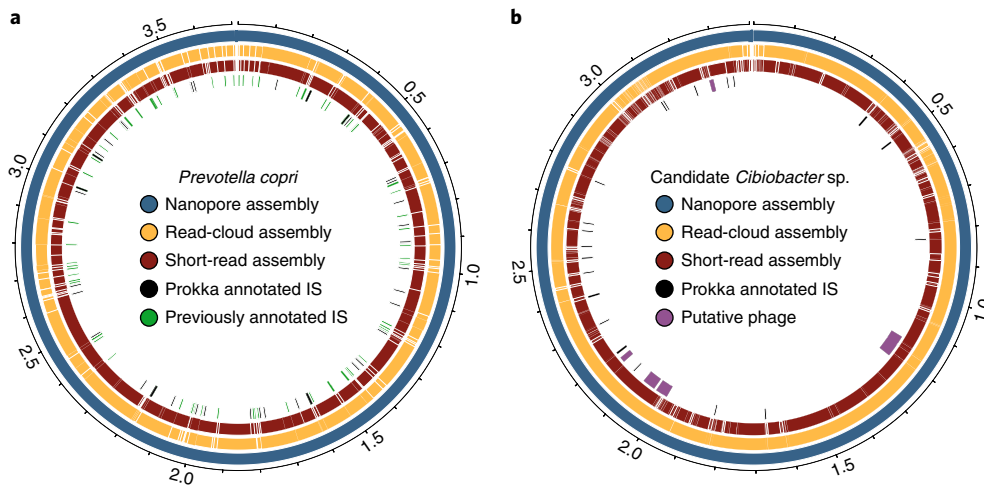 a
3.5
0.5
3.0
1.0
2.5
1.5
2.0
Prevotella copri
Nanopore assembly
Read-cloud assembly
Short-read assembly
Prokka annotated IS
Previously annotated IS
b
3.0
0.5
2.5
1.0
2.0
1.5
Candidate Cibiobacter sp.
Nanopore assembly
Read-cloud assembly
Short-read assembly
Prokka annotated IS
Putative phage